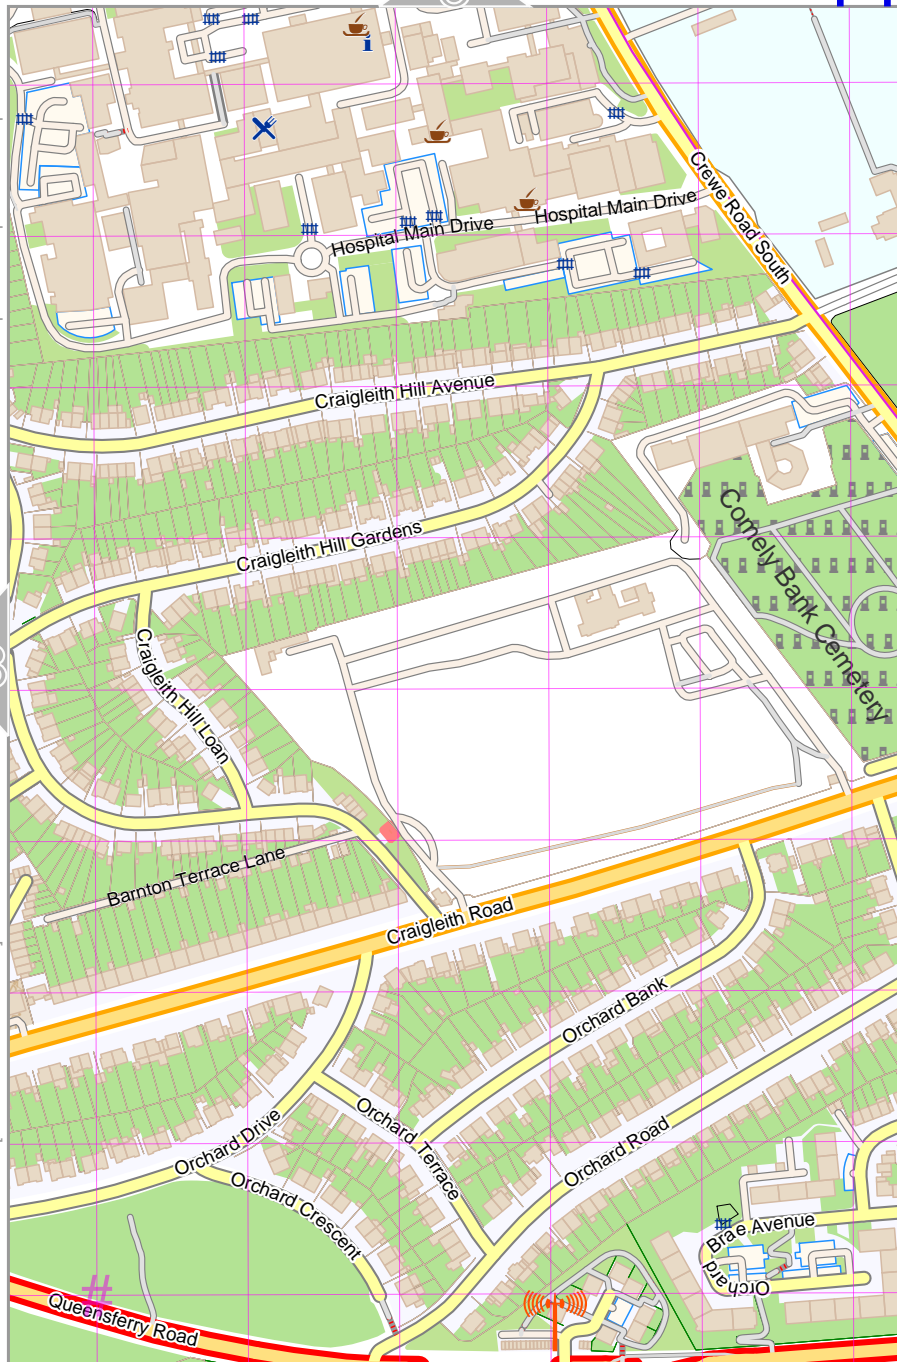 Hospital Main Drive
Hospital Main Drive
Crewe Road South
Craigleith Hill Avenue
Comely Bank Cemetery
Craigleith Hill Gardens
Craigleith Hill Loan
Barnton Terrace Lane
Craigleith Road
Orchard Bank
Orchard Drive
Orchard Terrace
Orchard Road
Orchard Crescent
Orchard Brae Avenue
Orchard
Queensferry Road